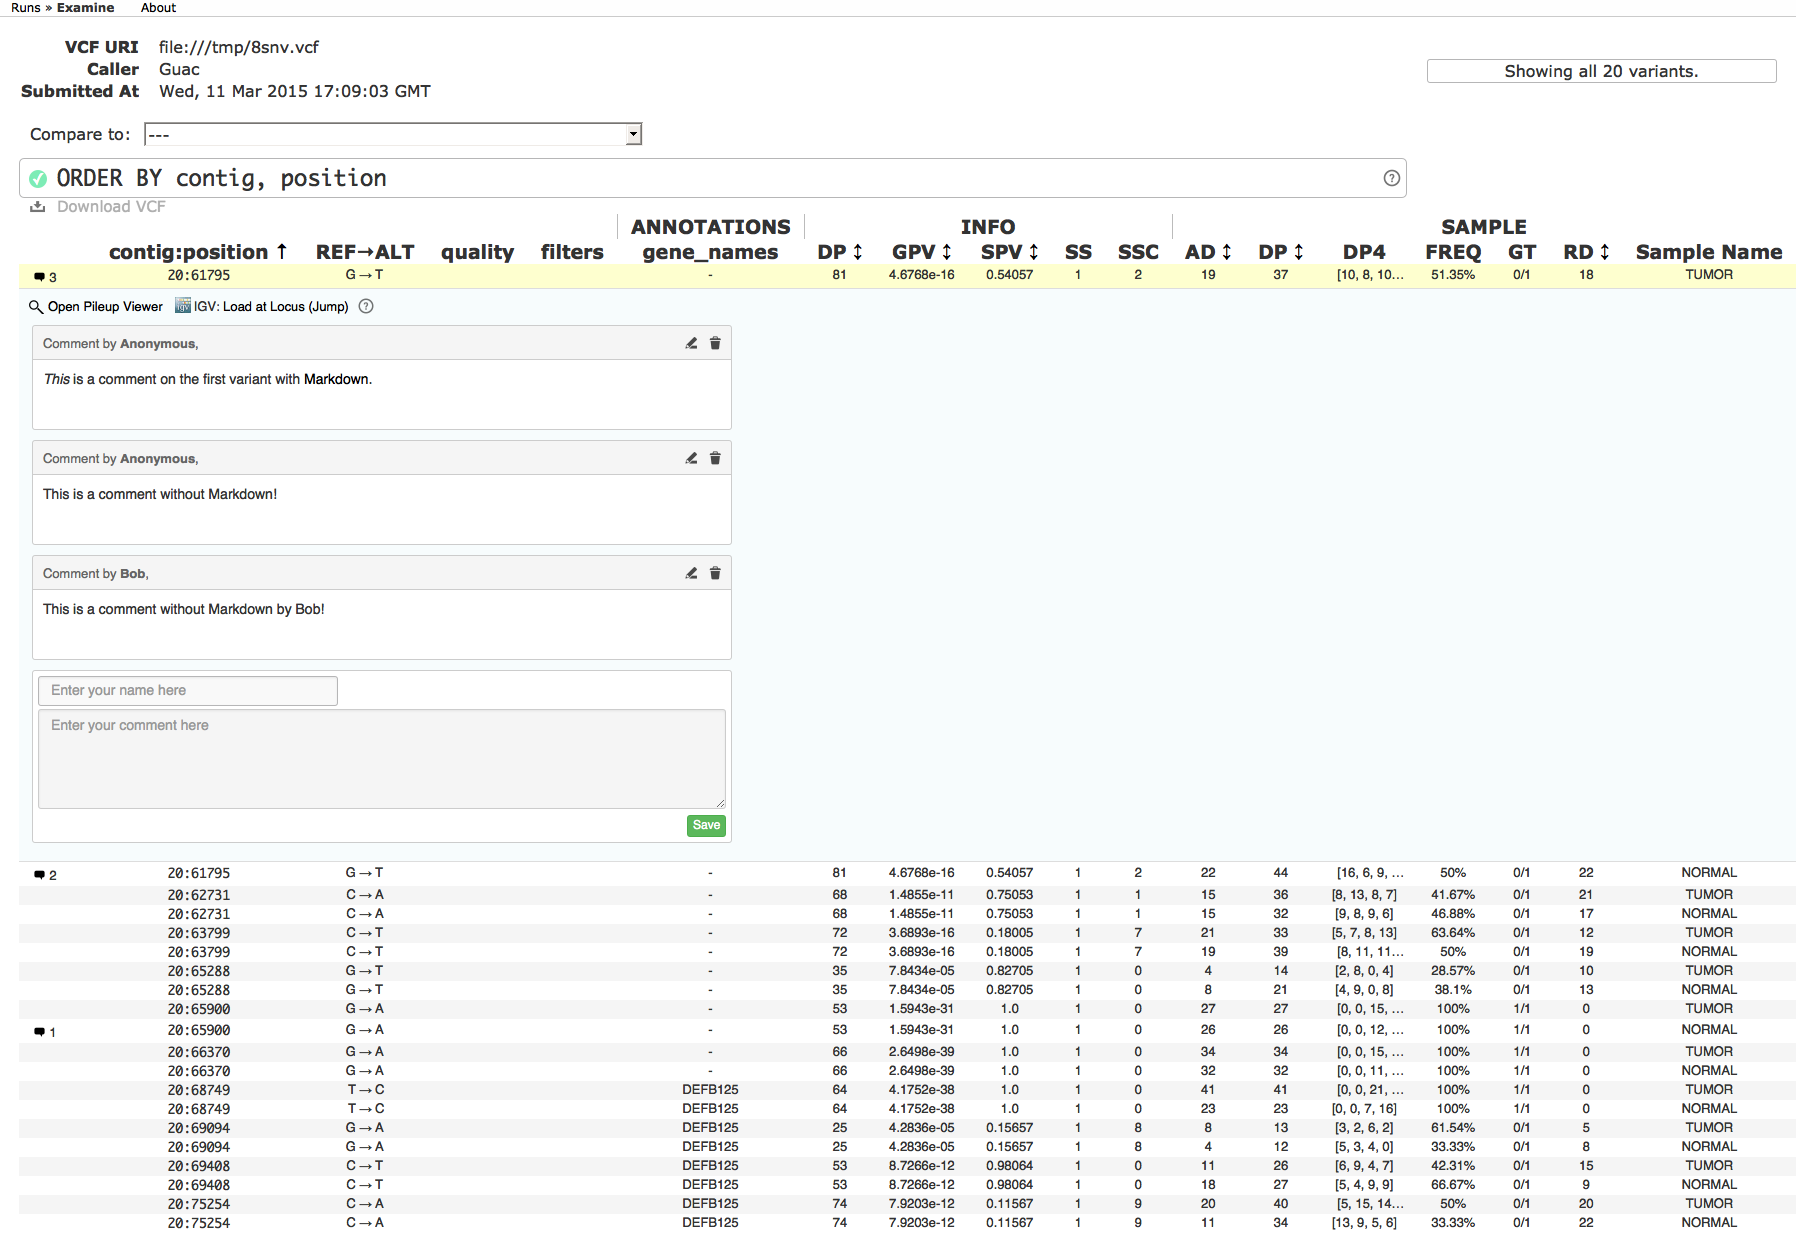 Runs » Examine About
VCF URI file:///tmp/8snv.vcf
Caller Guac
Submitted At Wed, 11 Mar 2015 17:09:03 GMT
Showing all 20 variants.
Compare to: ---
ORDER BY contig, position
Download VCF
ANNOTATIONS INFO SAMPLE
contig:position ↑ REF→ALT quality filters gene_names DP ↕ GPV ↕ SPV ↕ SS SSC AD ↕ DP ↕ DP4 FREQ GT RD ↕ Sample Name
3 20:61795 G→T - 81 4.6768e-16 0.54057 1 2 19 37 [10, 8, 10... 51.35% 0/1 18 TUMOR
Open Pileup Viewer IGV: Load at Locus (Jump)
Comment by Anonymous,
This is a comment on the first variant with Markdown.
Comment by Anonymous,
This is a comment without Markdown!
Comment by Bob,
This is a comment without Markdown by Bob!
Enter your name here
Enter your comment here
Save
2 20:61795 G→T - 81 4.6768e-16 0.54057 1 2 22 44 [16, 6, 9, ... 50% 0/1 22 NORMAL
20:62731 C→A - 68 1.4855e-11 0.75053 1 1 15 36 [8, 13, 8, 7] 41.67% 0/1 21 TUMOR
20:62731 C→A - 68 1.4855e-11 0.75053 1 1 15 32 [9, 8, 9, 6] 46.88% 0/1 17 NORMAL
20:63799 C→T - 72 3.6893e-16 0.18005 1 7 21 33 [5, 7, 8, 13] 63.64% 0/1 12 TUMOR
20:63799 C→T - 72 3.6893e-16 0.18005 1 7 19 39 [8, 11, 11... 50% 0/1 19 NORMAL
20:65288 G→T - 35 7.8434e-05 0.82705 1 0 4 14 [2, 8, 0, 4] 28.57% 0/1 10 TUMOR
20:65288 G→T - 35 7.8434e-05 0.82705 1 0 8 21 [4, 9, 0, 8] 38.1% 0/1 13 NORMAL
20:65900 G→A - 53 1.5943e-31 1.0 1 0 27 27 [0, 0, 15, ... 100% 1/1 0 TUMOR
1 20:65900 G→A - 53 1.5943e-31 1.0 1 0 26 26 [0, 0, 12, ... 100% 1/1 0 NORMAL
20:66370 G→A - 66 2.6498e-39 1.0 1 0 34 34 [0, 0, 15, ... 100% 1/1 0 TUMOR
20:66370 G→A - 66 2.6498e-39 1.0 1 0 32 32 [0, 0, 11, ... 100% 1/1 0 NORMAL
20:68749 T→C DEFB125 64 4.1752e-38 1.0 1 0 41 41 [0, 0, 21, ... 100% 1/1 0 TUMOR
20:68749 T→C DEFB125 64 4.1752e-38 1.0 1 0 23 23 [0, 0, 7, 16] 100% 1/1 0 NORMAL
20:69094 G→A DEFB125 25 4.2836e-05 0.15657 1 8 8 13 [3, 2, 6, 2] 61.54% 0/1 5 TUMOR
20:69094 G→A DEFB125 25 4.2836e-05 0.15657 1 8 4 12 [5, 3, 4, 0] 33.33% 0/1 8 NORMAL
20:69408 C→T DEFB125 53 8.7266e-12 0.98064 1 0 11 26 [6, 9, 4, 7] 42.31% 0/1 15 TUMOR
20:69408 C→T DEFB125 53 8.7266e-12 0.98064 1 0 18 27 [5, 4, 9, 9] 66.67% 0/1 9 NORMAL
20:75254 C→A DEFB125 74 7.9203e-12 0.11567 1 9 20 40 [5, 15, 14... 50% 0/1 20 TUMOR
20:75254 C→A DEFB125 74 7.9203e-12 0.11567 1 9 11 34 [13, 9, 5, 6] 33.33% 0/1 22 NORMAL